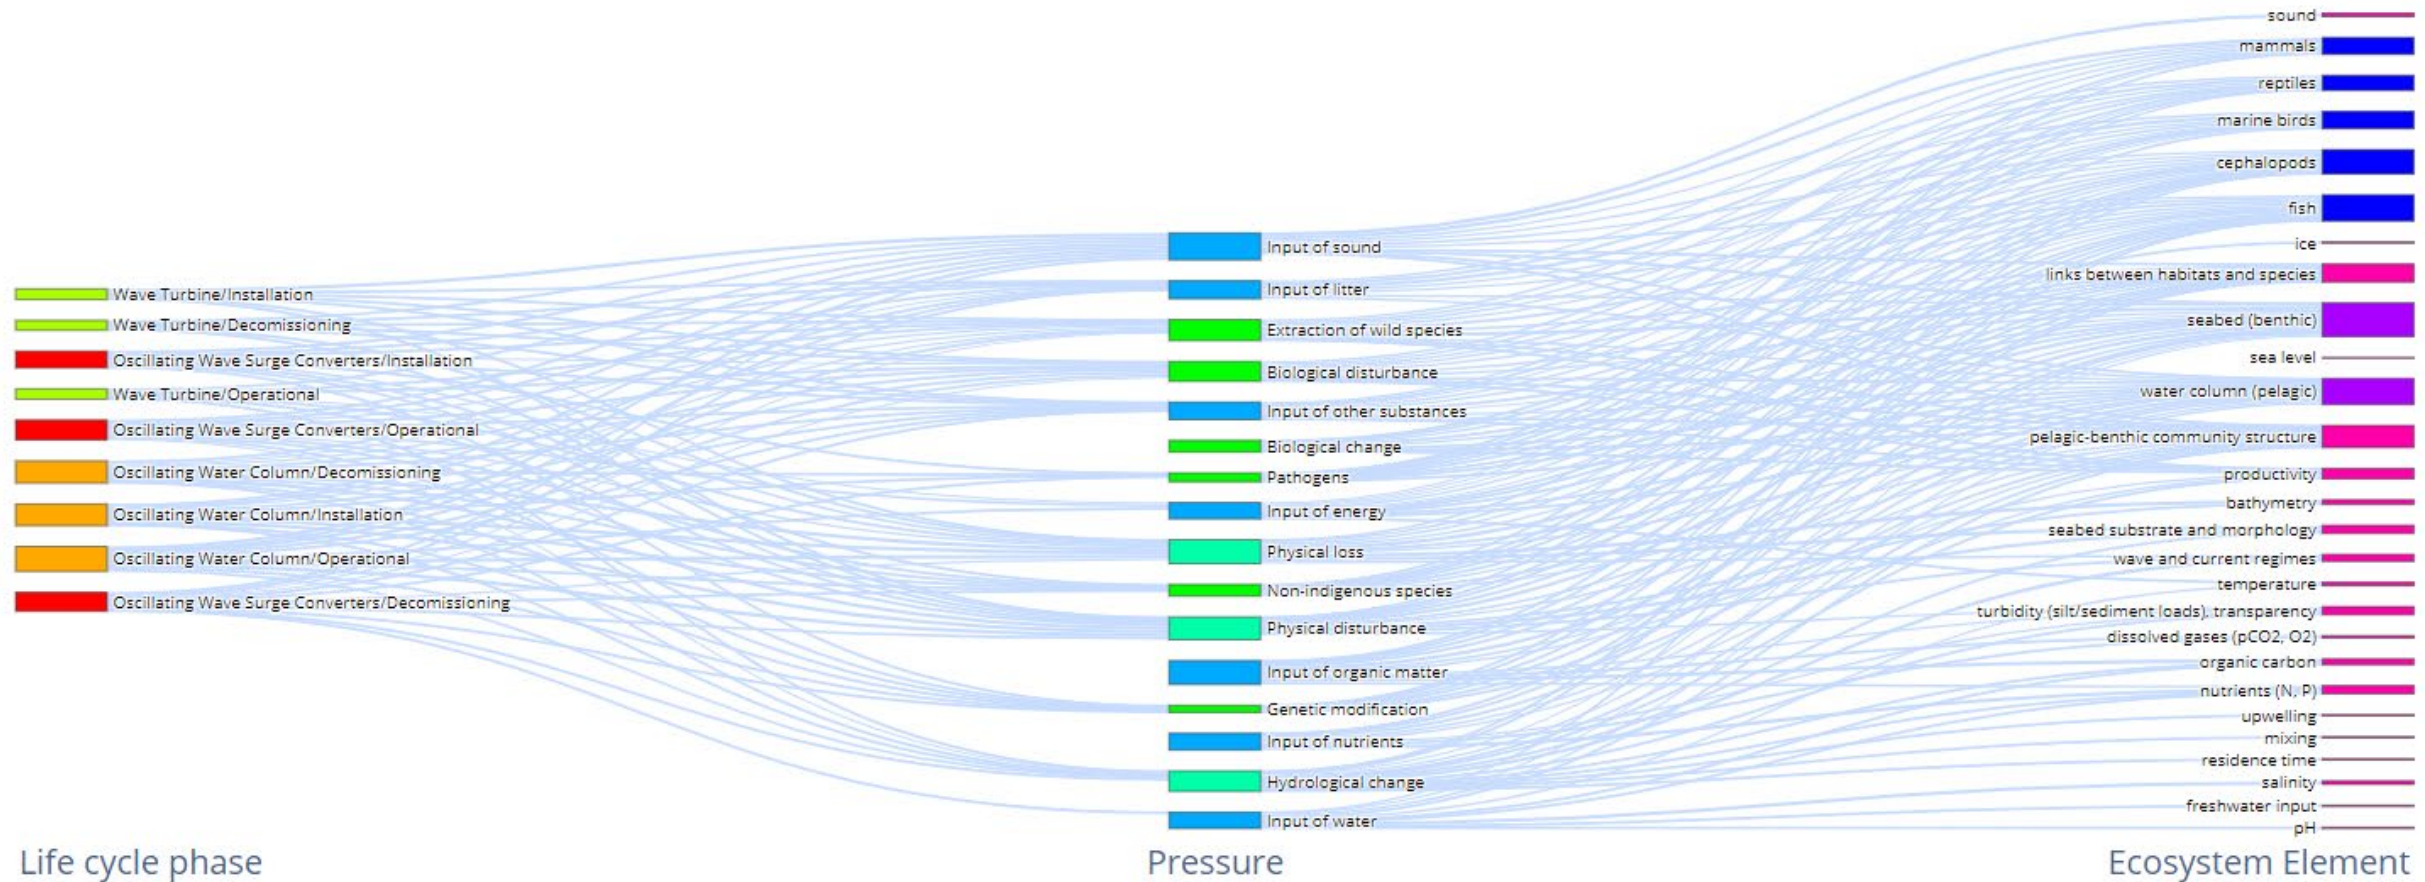 Wave Turbine/Installation
Wave Turbine/Decomissioning
Oscillating Wave Surge Converters/Installation
Wave Turbine/Operational
Oscillating Wave Surge Converters/Operational
Oscillating Water Column/Decomissioning
Oscillating Water Column/Installation
Oscillating Water Column/Operational
Oscillating Wave Surge Converters/Decomissioning
Life cycle phase
Input of sound
Input of litter
Extraction of wild species
Biological disturbance
Input of other substances
Biological change
Pathogens
Input of energy
Physical loss
Non-indigenous species
Physical disturbance
Input of organic matter
Genetic modification
Input of nutrients
Hydrological change
Input of water
Pressure
sound
mammals
reptiles
marine birds
cephalopods
fish
ice
links between habitats and species
seabed (benthic)
sea level
water column (pelagic)
pelagic-benthic community structure
productivity
bathymetry
seabed substrate and morphology
wave and current regimes
temperature
turbidity (silt/sediment loads), transparency
dissolved gases (pCO2, O2)
organic carbon
nutrients (N, P)
upwelling
mixing
residence time
salinity
freshwater input
pH
Ecosystem Element